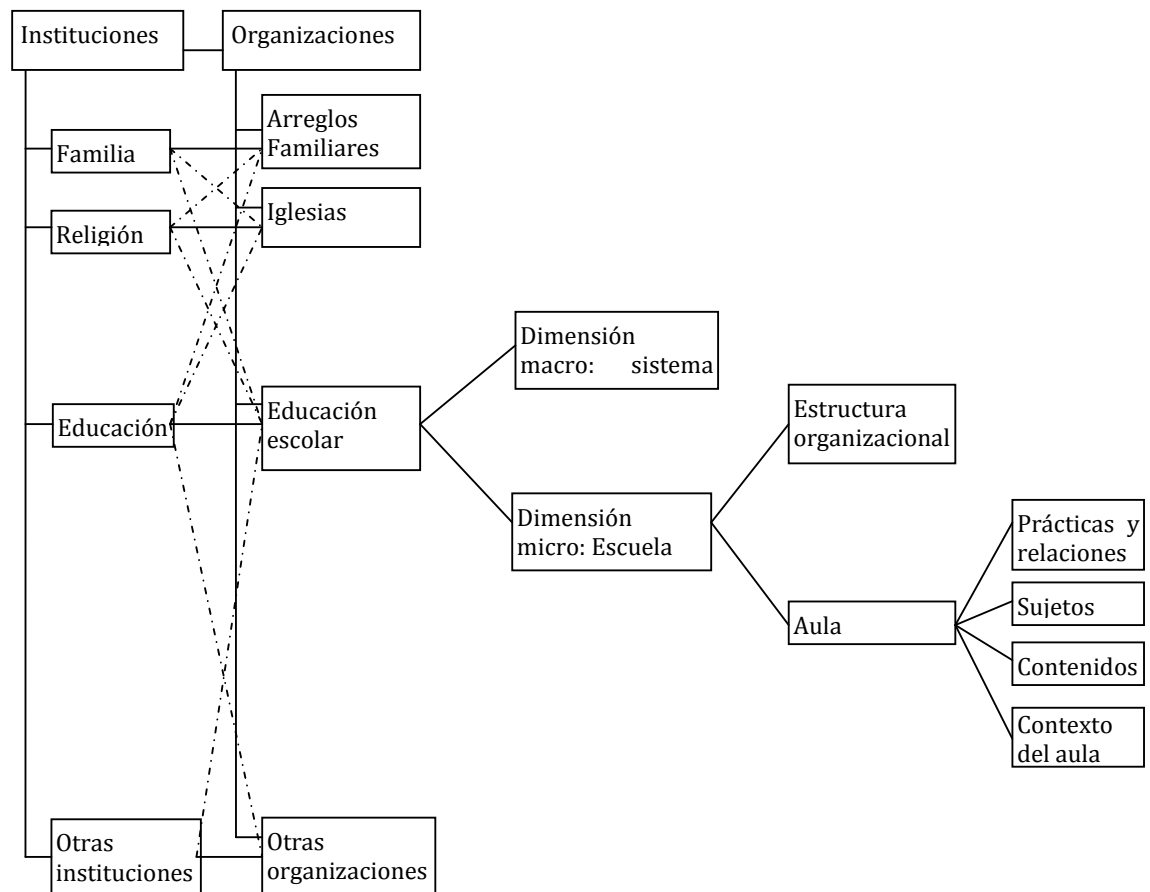 Instituciones
Organizaciones
Arreglos
Familiares
Familia
Iglesias
Religión
Dimensión
macro: sistema
Educación
escolar
Educación
Estructura
organizacional
Dimensión
micro: Escuela
Prácticas y
relaciones
Sujetos
Aula
Contenidos
Contexto
del aula
Otras
instituciones
Otras
organizaciones